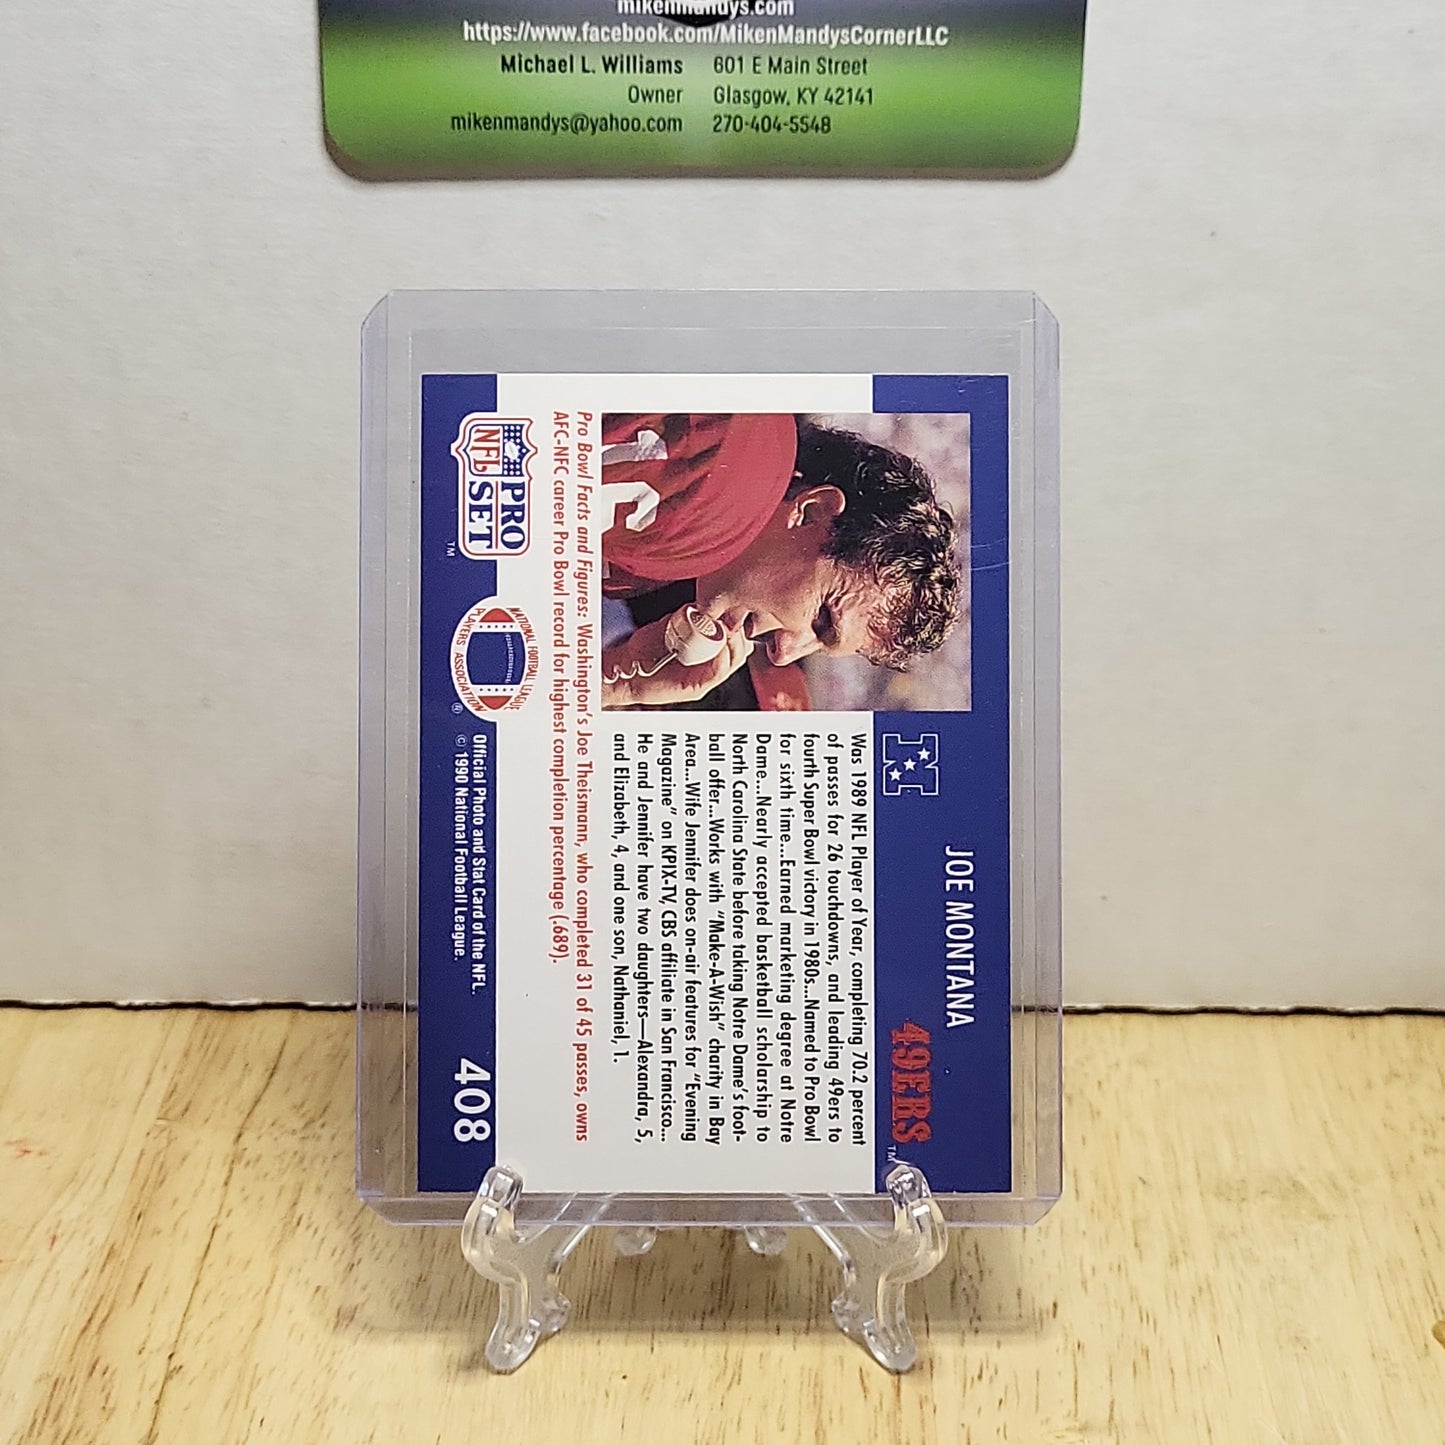 mikenmandys.com
https://www.facebook.com/MikenMandysCornerLLC
Michael L. Williams 601 E Main Street
Owner Glasgow, KY 42141
mikenmandys@yahoo.com 270-404-5548
JOE MONTANA
49ERS™
N
Was 1989 NFL Player of Year, completing 70.2 percent
of passes for 26 touchdowns, and leading 49ers to
fourth Super Bowl victory in 1980s...Named to Pro Bowl
for sixth time...Earned marketing degree at Notre
Dame...Nearly accepted basketball scholarship to
North Carolina State before taking Notre Dame's foot-
ball offer...Works with "Make-A-Wish" charity in Bay
Area...Wife Jennifer does on-air features for "Evening
Magazine" on KPIX-TV, CBS affiliate in San Francisco...
He and Jennifer have two daughters—Alexandra, 5,
and Elizabeth, 4, and one son, Nathaniel, 1.
Pro Bowl Facts and Figures: Washington's Joe Theismann, who completed 31 of 45 passes, owns
AFC-NFC career Pro Bowl record for highest completion percentage (.689).
PRO
NFL SET™
NATIONAL FOOTBALL LEAGUE
PLAYERS ASSOCIATION®
Official Photo and Stat Card of the NFL.
© 1990 National Football League.
408